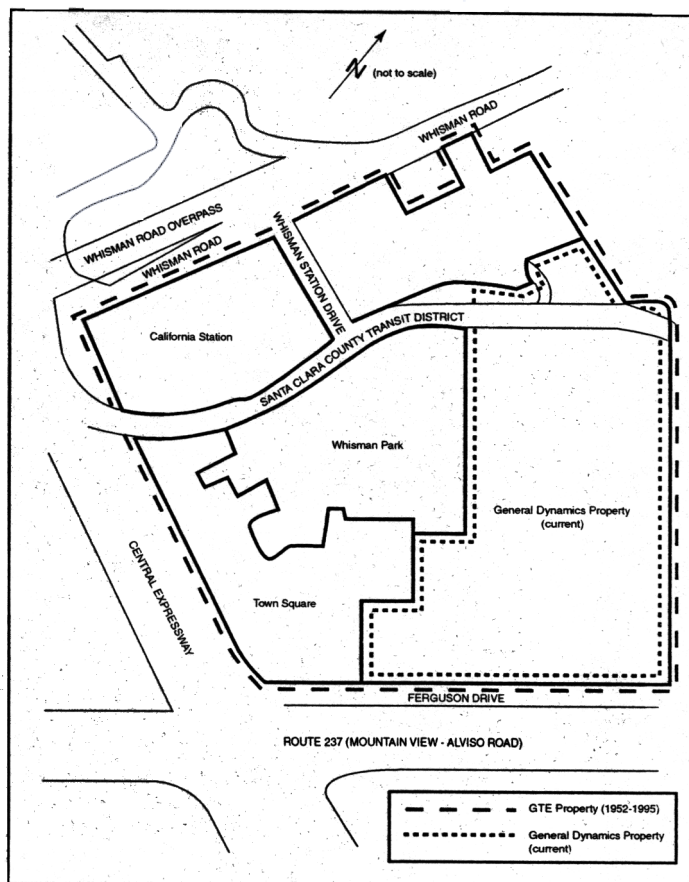 N
(not to scale)
WHISMAN ROAD
WHISMAN ROAD OVERPASS
WHISMAN ROAD
WHISMAN STATION DRIVE
California Station
SANTA CLARA COUNTY TRANSIT DISTRICT
Whisman Park
General Dynamics Property
(current)
CENTRAL EXPRESSWAY
Town Square
FERGUSON DRIVE
ROUTE 237 (MOUNTAIN VIEW - ALVISO ROAD)
GTE Property (1952-1995)
General Dynamics Property
(current)